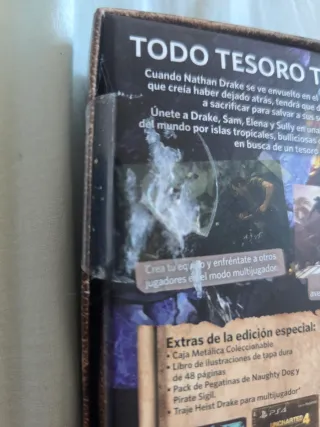 TODO TESORO T
Cuando Nathan Drake se ve envuelto en el
que creía haber dejado atrás, tendrá que d
a sacrificar para salvar a sus s
Únete a Drake, Sam, Elena y Sully en una
del mundo por islas tropicales, bulliciosas
en busca de un tesoro
Crea tu equipo y enfréntate a otros
jugadores en el modo multijugador.
Extras de la edición especial:
• Caja Metálica Coleccionable
• Libro de ilustraciones de tapa dura
de 48 páginas
• Pack de Pegatinas de Naughty Dog y
Pirate Sigil.
• Traje Heist Drake para multijugador*
PS4
UNCHARTED 4